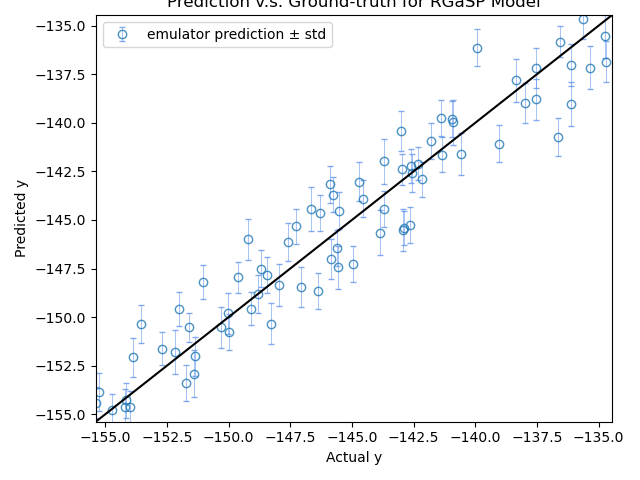 Prediction v.s. Ground-truth for RGaSP Model
emulator prediction ± std
Predicted y
−135.0
−137.5
−140.0
−142.5
−145.0
−147.5
−150.0
−152.5
−155.0
−155.0 −152.5 −150.0 −147.5 −145.0 −142.5 −140.0 −137.5 −135.0
Actual y